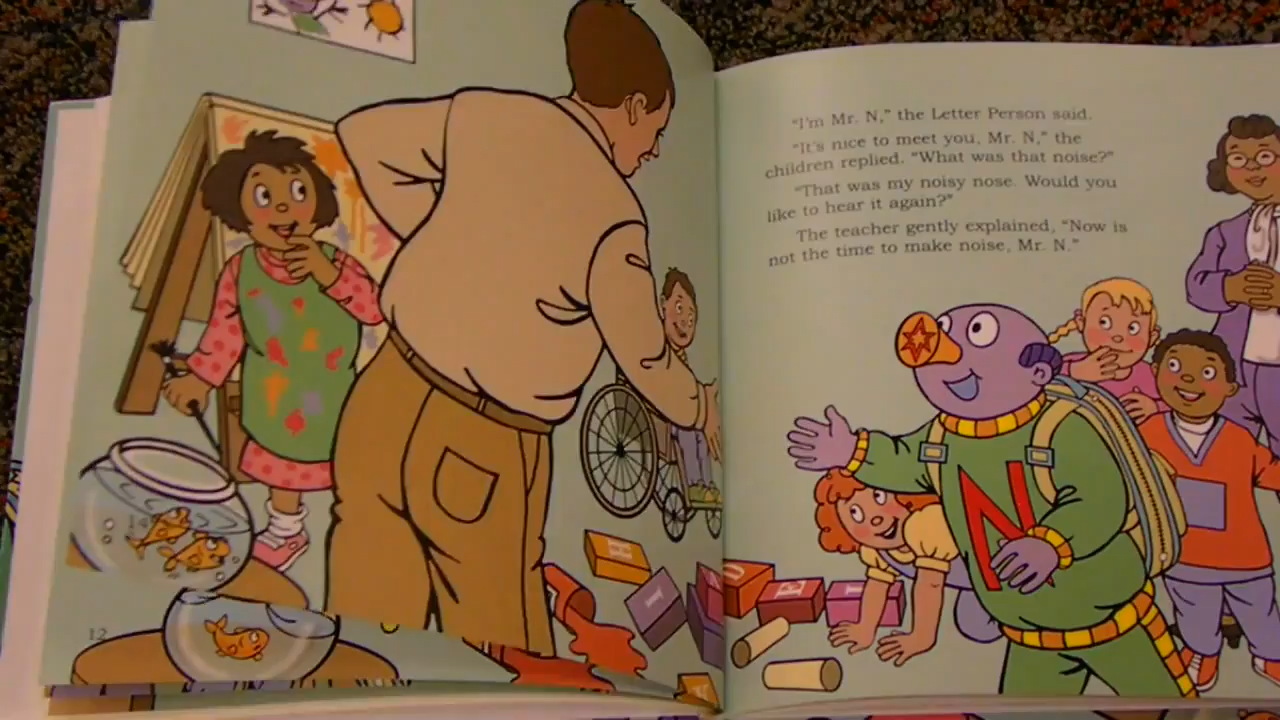 "I'm Mr. N," the Letter Person said.
"It's nice to meet you, Mr. N," the
children replied. "What was that noise?"
"That was my noisy nose. Would you
like to hear it again?"
The teacher gently explained, "Now is
not the time to make noise, Mr. N."
N
H
I
U
E
I
14
12